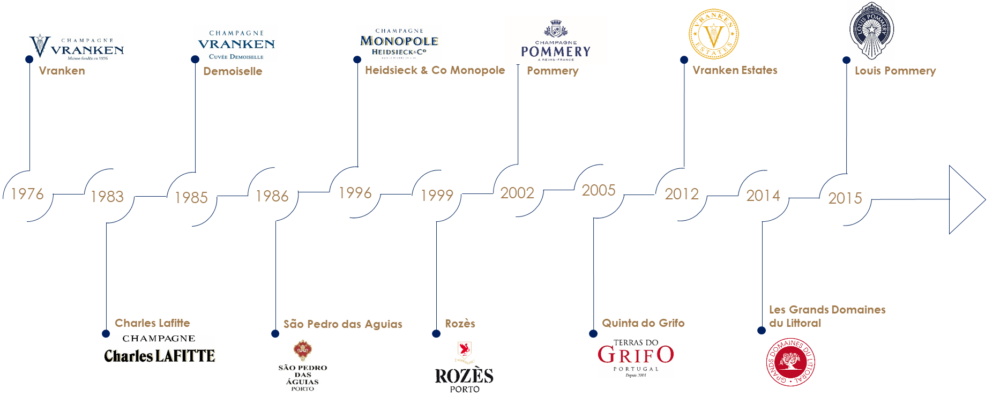 CHAMPAGNE
VRANKEN
Maison fondée en 1976
Vranken
CHAMPAGNE
VRANKEN
CUVÉE DEMOISELLE
Demoiselle
CHAMPAGNE
MONOPOLE
HEIDSIECK & Co
Heidsieck & Co Monopole
CHAMPAGNE
POMMERY
A REIMS-FRANCE
Pommery
VRANKEN
V
ESTATES
Vranken Estates
LOUIS POMMERY
Louis Pommery
1976
1983
1985
1986
1996
1999
2002
2005
2012
2014
2015
Charles Lafitte
CHAMPAGNE
Charles LAFITTE
São Pedro das Aguias
SÃO PEDRO
DAS
ÁGUIAS
PORTO
Rozès
ROZÈS
PORTO
Quinta do Grifo
TERRAS DO
GRIFO
PORTUGAL
Depuis 2001
Les Grands Domaines
du Littoral
GRANDS DOMAINES DU LITTORAL